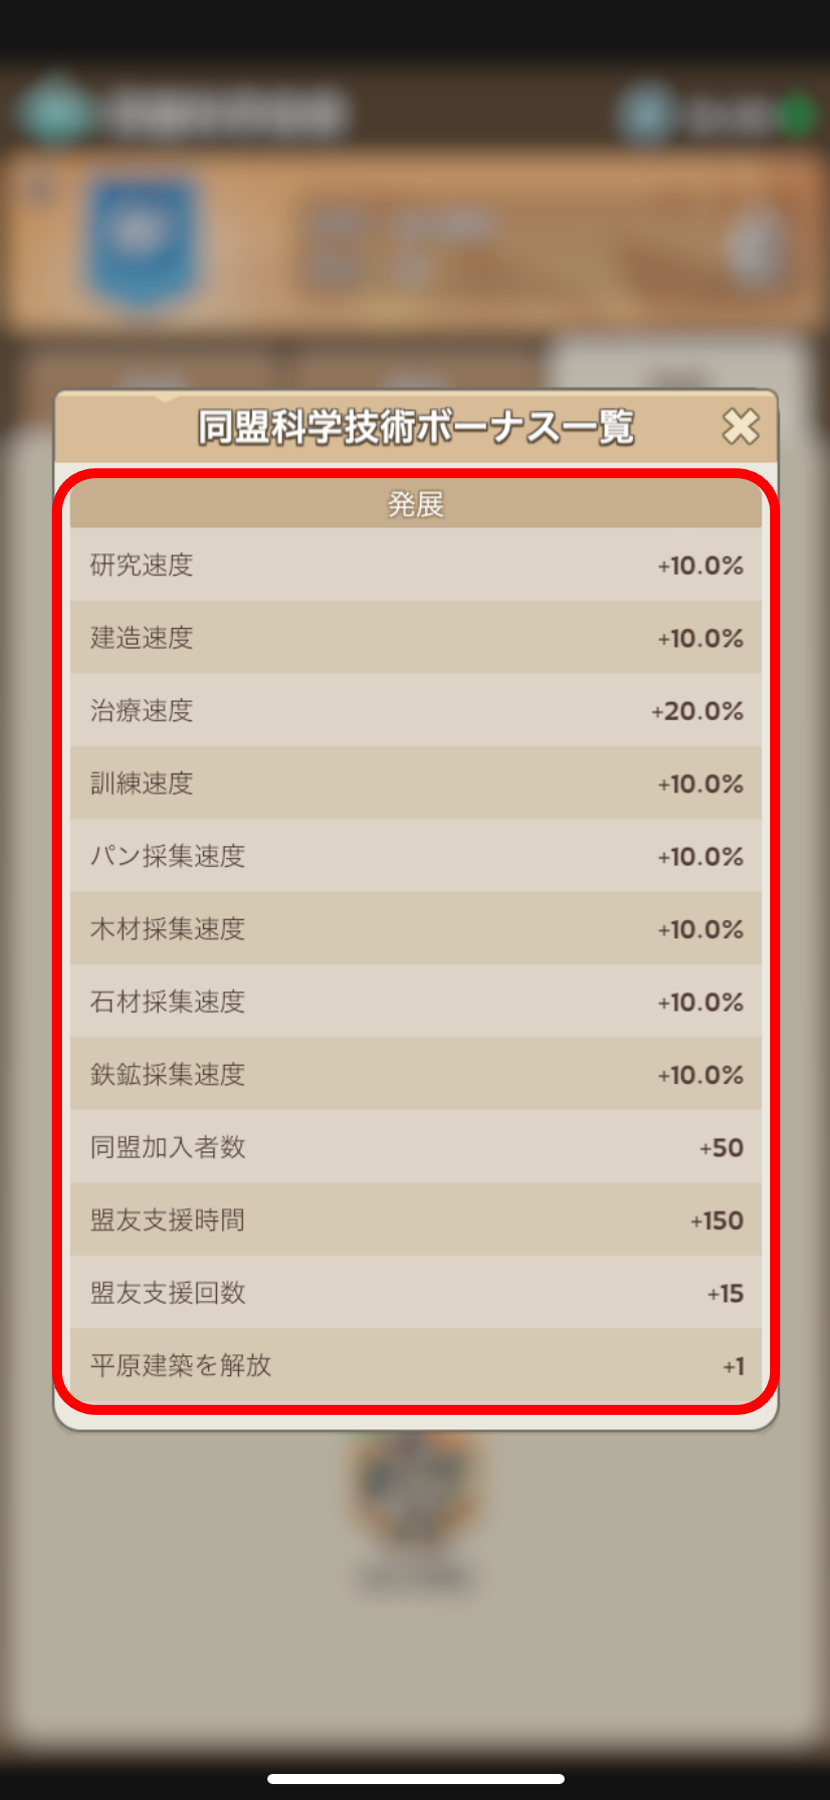 同盟科学技術ボーナス一覧
発展
研究速度 +10.0%
建造速度 +10.0%
治療速度 +20.0%
訓練速度 +10.0%
パン採集速度 +10.0%
木材採集速度 +10.0%
石材採集速度 +10.0%
鉄鉱採集速度 +10.0%
同盟加入者数 +50
盟友支援時間 +150
盟友支援回数 +15
平原建築を解放 +1